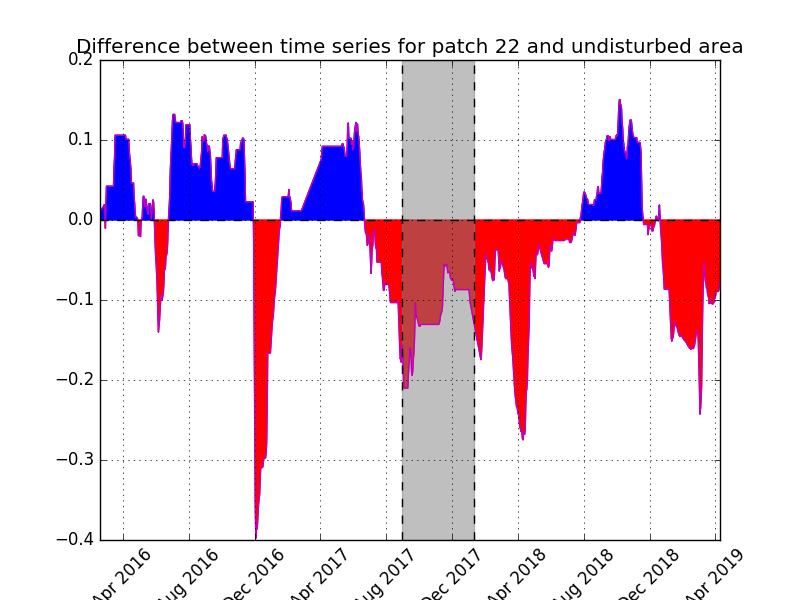 Difference between time series for patch 22 and undisturbed area
0.2
0.1
0.0
−0.1
−0.2
−0.3
−0.4
Apr 2016
Aug 2016
Dec 2016
Apr 2017
Aug 2017
Dec 2017
Apr 2018
Aug 2018
Dec 2018
Apr 2019